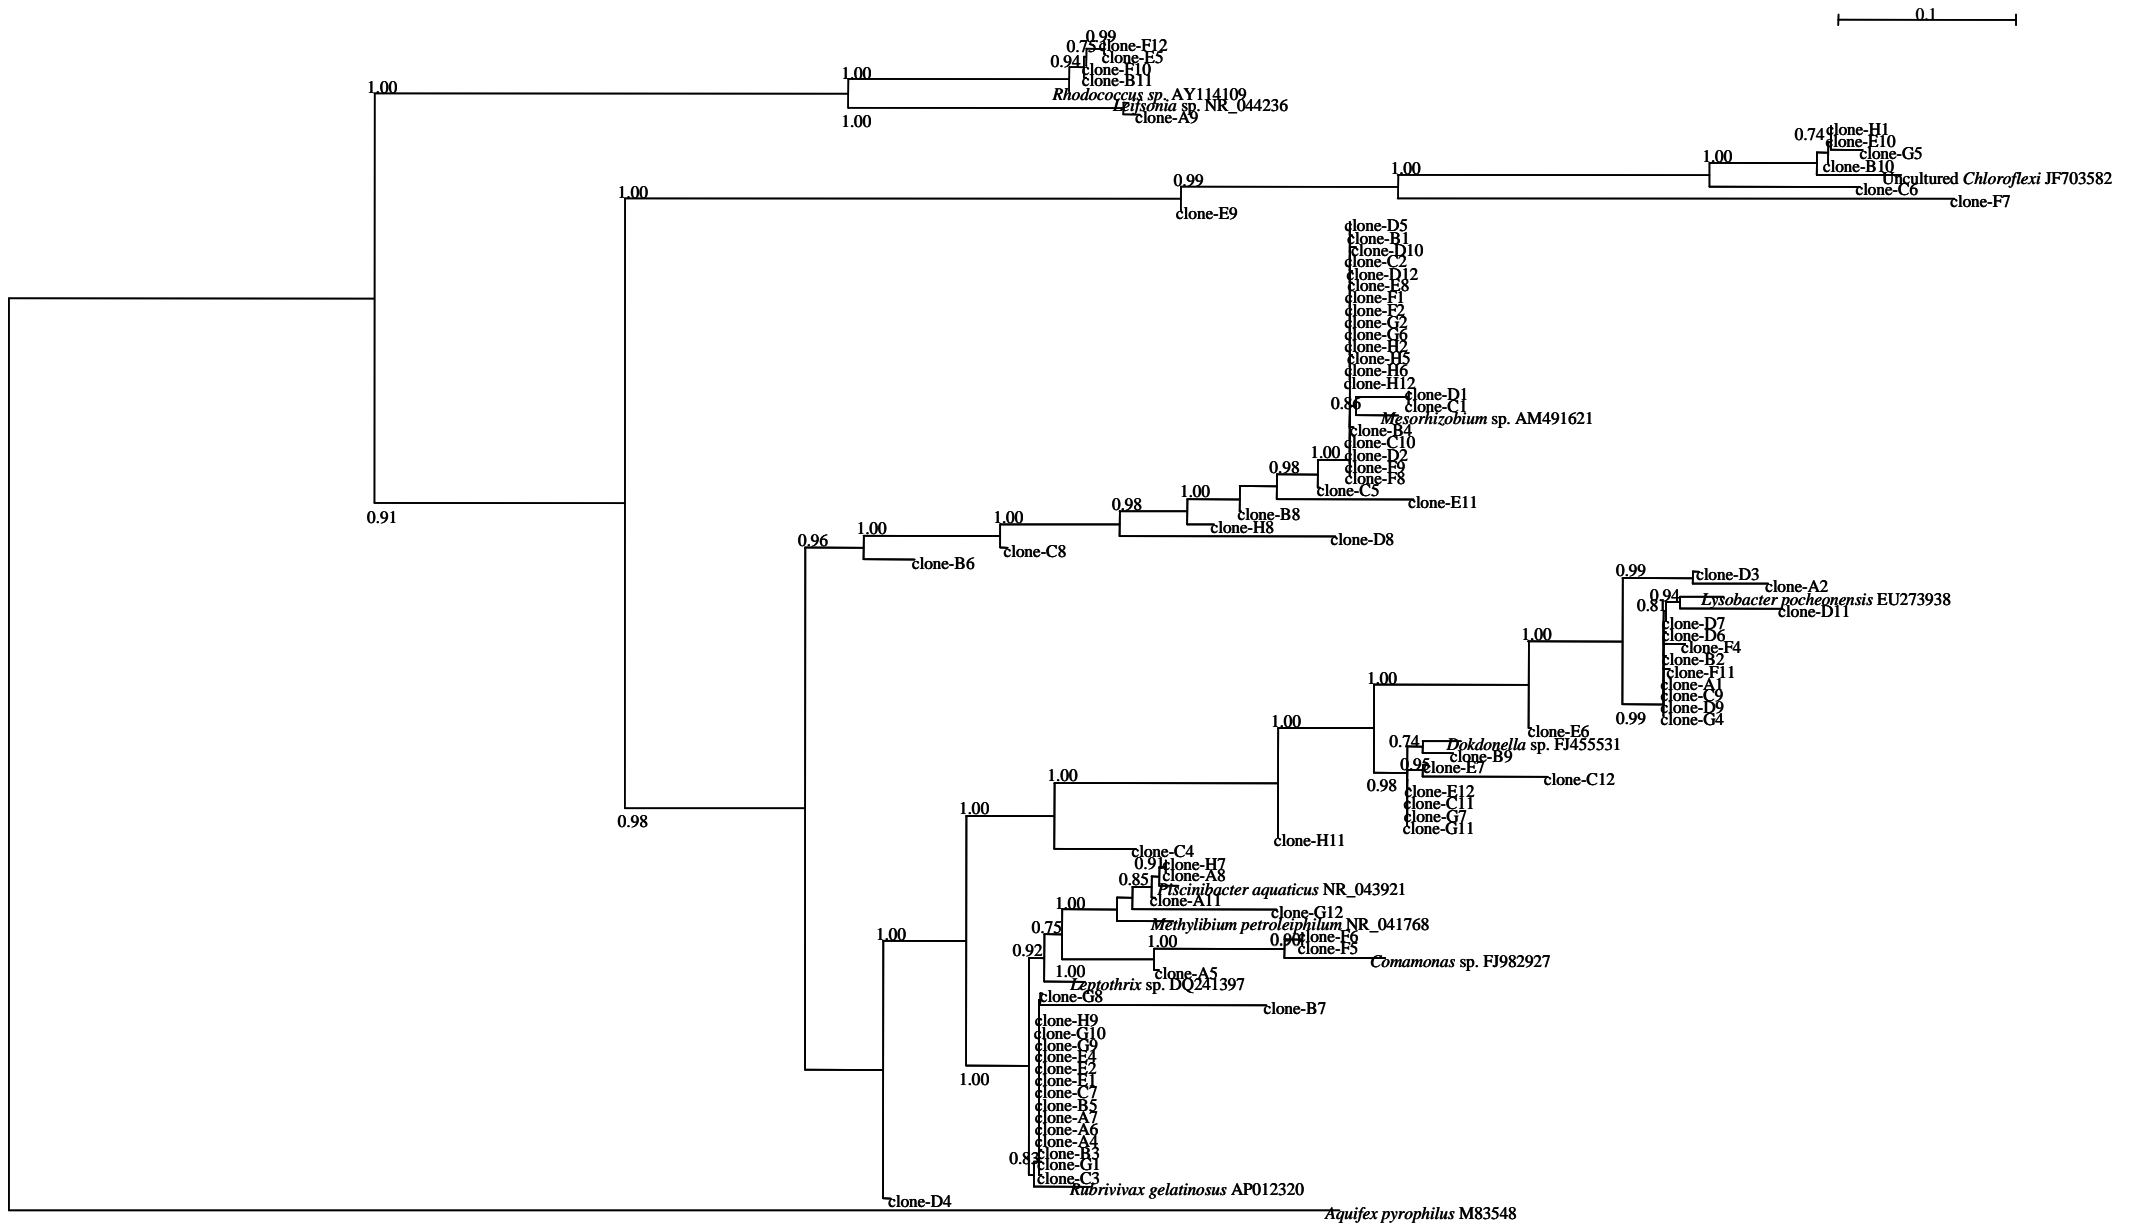 0.1
0.99
0.75
clone-F12
clone-E5
0.941
clone-F10
clone-B11
1.00
1.00
Rhodococcus sp. AY114109
Leifsonia sp. NR_044236
1.00
clone-A9
clone-H1
0.74
clone-E10
clone-G5
1.00
clone-B10
1.00
Uncultured Chloroflexi JF703582
0.99
clone-C6
1.00
clone-F7
clone-E9
clone-D5
clone-B1
clone-D10
clone-C2
clone-D12
clone-E8
clone-F1
clone-F2
clone-G2
clone-G6
clone-H2
clone-H5
clone-H6
clone-H12
clone-D1
0.86
clone-C1
Mesorhizobium sp. AM491621
clone-B4
clone-C10
1.00
clone-D2
0.98
clone-F9
clone-F8
1.00
clone-C5
0.98
clone-E11
1.00
clone-B8
0.91
1.00
clone-H8
0.96
clone-D8
clone-C8
clone-B6
0.99
clone-D3
clone-A2
0.94
Lysobacter pocheonensis EU273938
0.81
clone-D11
clone-D7
1.00
clone-D6
clone-F4
clone-B2
clone-F11
1.00
clone-A1
clone-C9
clone-D9
0.99
clone-G4
1.00
clone-E6
0.74
Dokdonella sp. FJ455531
clone-B9
0.95
clone-E7
1.00
clone-C12
0.98
clone-E12
clone-C11
1.00
clone-G7
0.98
clone-G11
clone-H11
clone-C4
0.91
clone-H7
0.85
clone-A8
Piscinibacter aquaticus NR_043921
1.00
clone-A11
clone-G12
0.75
Methylibium petroleiphilum NR_041768
1.00
1.00
0.90
clone-F6
0.92
clone-F5
Comamonas sp. FJ982927
1.00
clone-A5
Leptothrix sp. DQ241397
clone-G8
clone-B7
clone-H9
clone-G10
clone-G9
clone-E4
clone-E2
1.00
clone-E1
clone-C7
clone-B5
clone-A7
clone-A6
clone-A4
clone-B3
0.83
clone-G1
clone-C3
Rubrivivax gelatinosus AP012320
clone-D4
Aquifex pyrophilus M83548